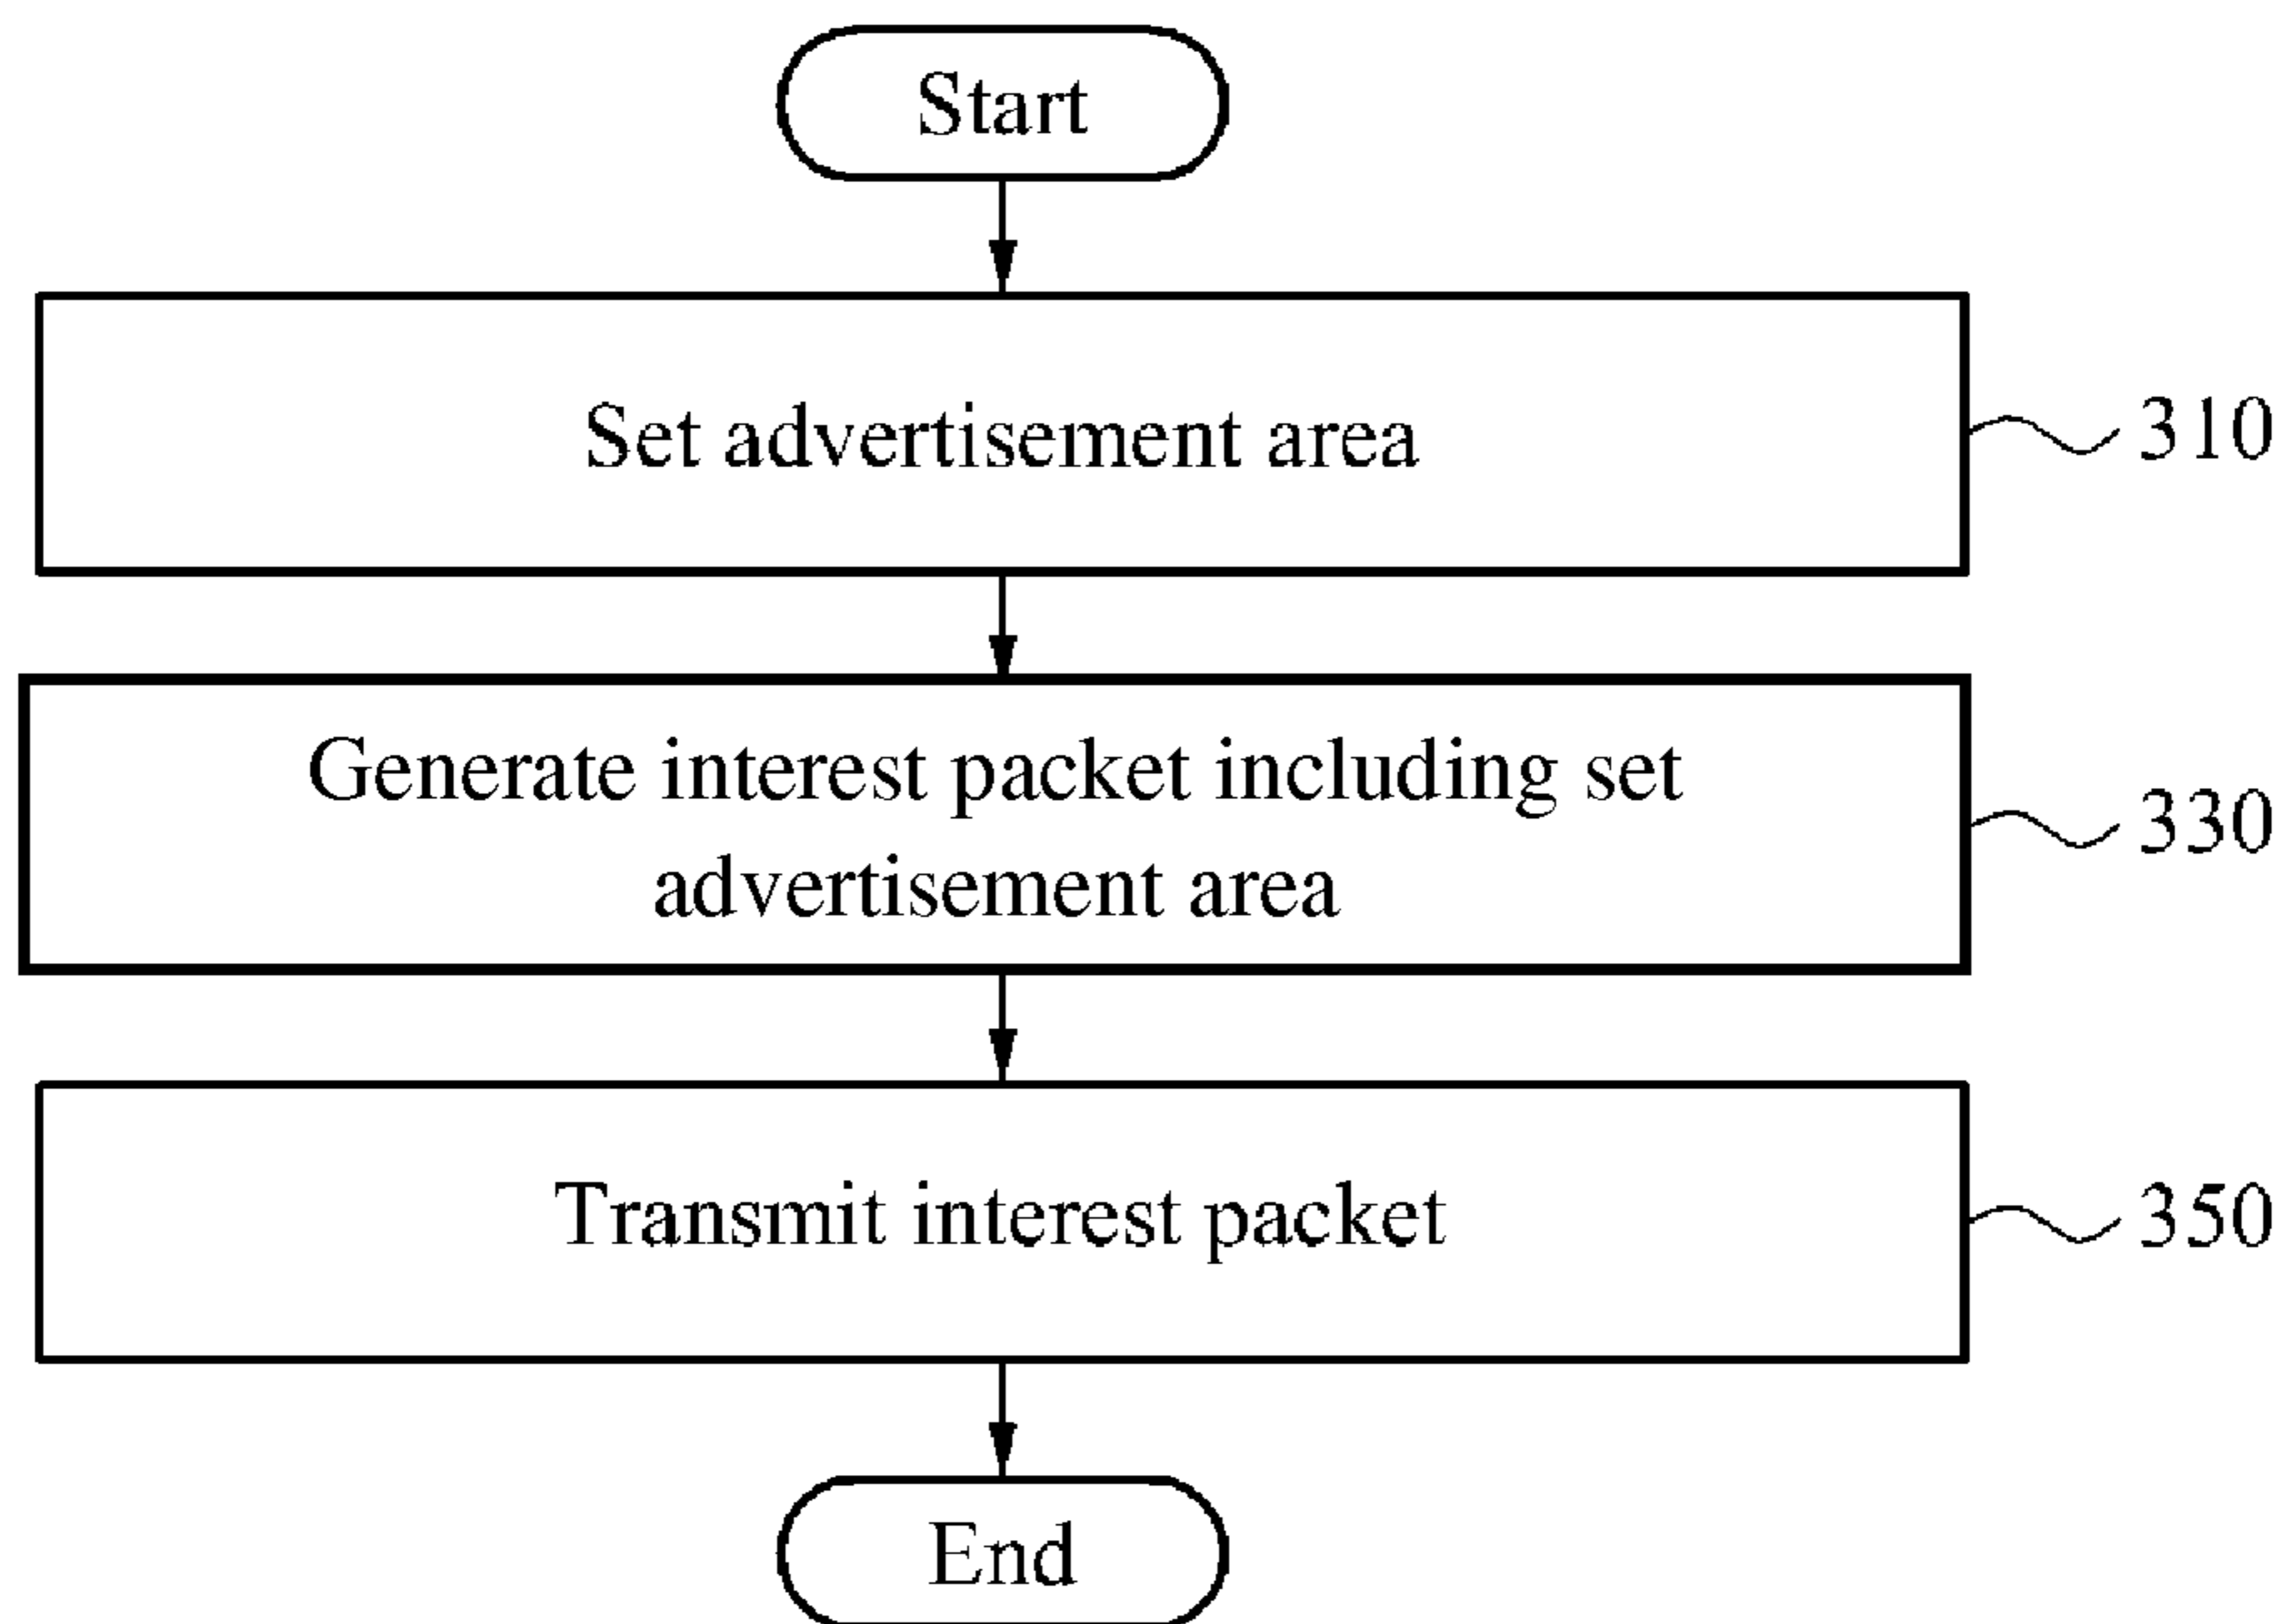 Start
Set advertisement area
310
Generate interest packet including set
advertisement area
330
Transmit interest packet
350
End